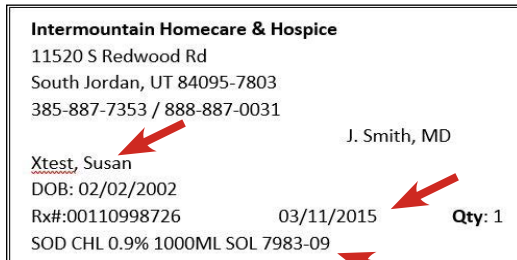 Intermountain Homecare & Hospice
11520 S Redwood Rd
South Jordan, UT 84095-7803
385-887-7353 / 888-887-0031
J. Smith, MD
Xtest, Susan
DOB: 02/02/2002
Rx#:00110998726 03/11/2015 Qty: 1
SOD CHL 0.9% 1000ML SOL 7983-09